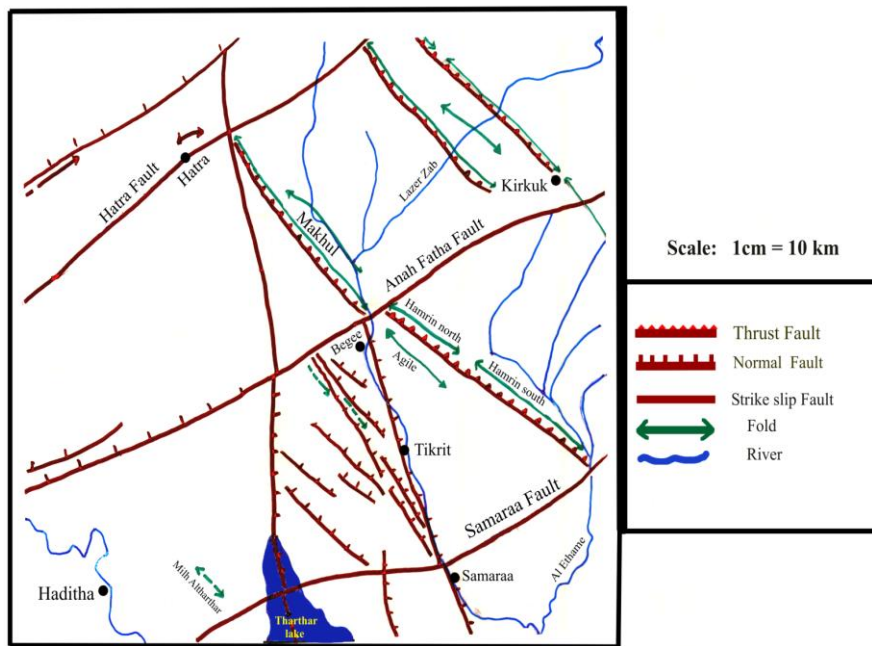 Hatra Fault
Hatra
Makhul
Lazer Zab
Kirkuk
Anah Fatha Fault
Begee
Hamrin north
Agile
Hamrin south
Tikrit
Samaraa Fault
Al Ethame
Samaraa
Haditha
Milh Altharthar
Tharthar
lake
Scale: 1cm = 10 km
Thrust Fault
Normal Fault
Strike slip Fault
Fold
River